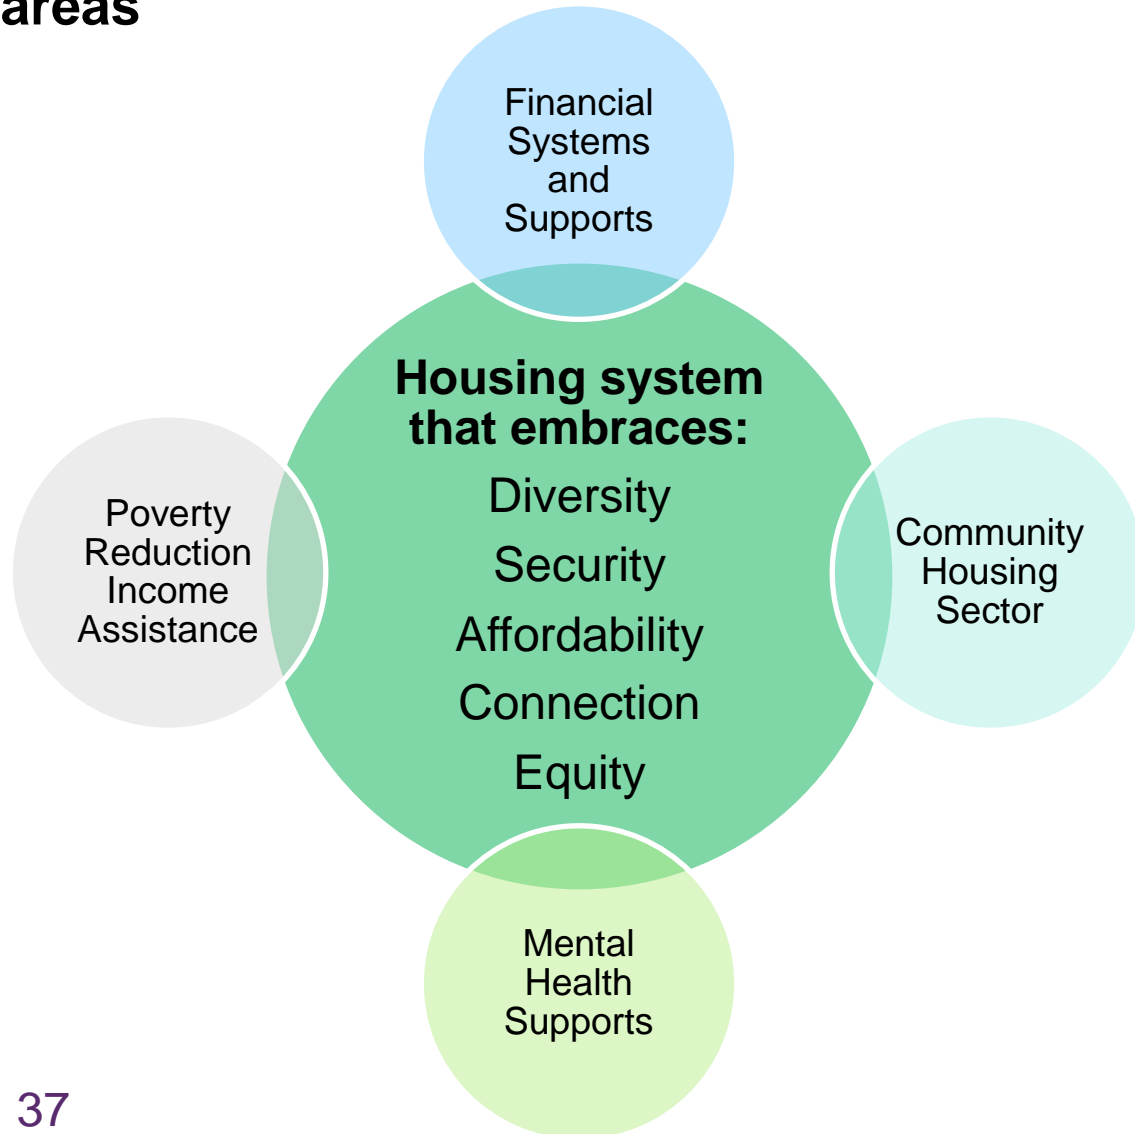 areas
Financial
Systems
and
Supports
Housing system
that embraces:
Diversity
Security
Affordability
Connection
Equity
Poverty
Reduction
Income
Assistance
Community
Housing
Sector
Mental
Health
Supports
37